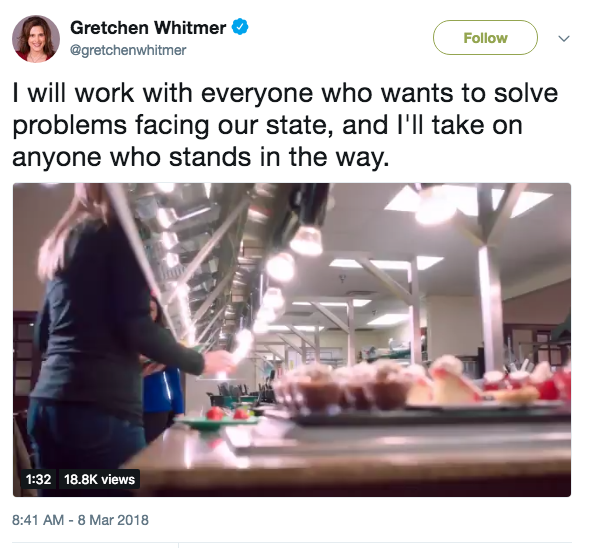 Gretchen Whitmer
@gretchenwhitmer
Follow
I will work with everyone who wants to solve
problems facing our state, and I'll take on
anyone who stands in the way.
1:32 18.8K views
8:41 AM - 8 Mar 2018